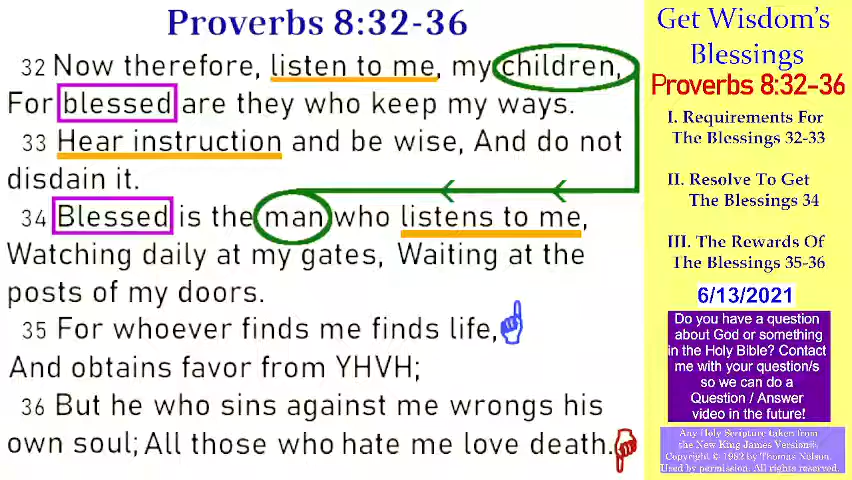 Proverbs 8:32-36
32 Now therefore, listen to me, my children,
For blessed are they who keep my ways.
33 Hear instruction and be wise, And do not
disdain it.
34 Blessed is the man who listens to me,
Watching daily at my gates, Waiting at the
posts of my doors.
35 For whoever finds me finds life,
And obtains favor from YHVH;
36 But he who sins against me wrongs his
own soul; All those who hate me love death.
Get Wisdom's
Blessings
Proverbs 8:32-36
I. Requirements For
The Blessings 32-33
II. Resolve To Get
The Blessings 34
III. The Rewards Of
The Blessings 35-36
6/13/2021
Do you have a question
about God or something
in the Holy Bible? Contact
me with your question/s
so we can do a
Question / Answer
video in the future!
Any Holy Scripture taken from
the New King James Version®.
Copyright © 1982 by Thomas Nelson.
Used by permission. All rights reserved.